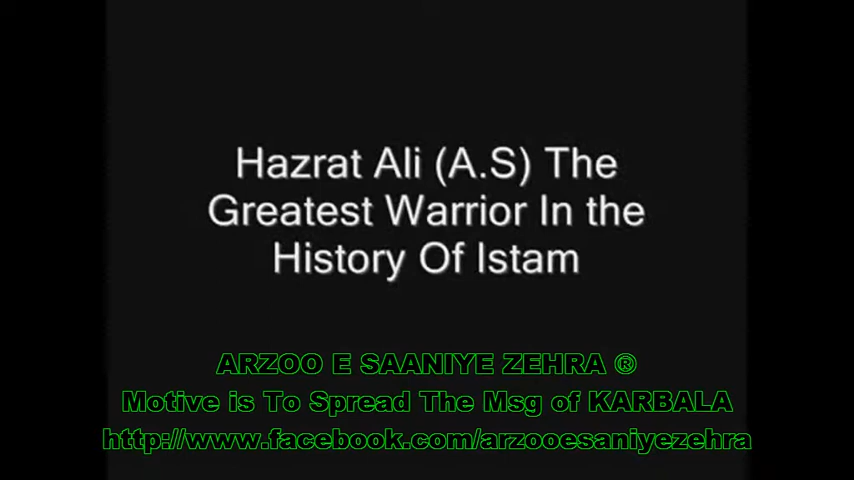 Hazrat Ali (A.S) The
Greatest Warrior In the
History Of Istam
ARZOO E SAANIYE ZEHRA ®
Motive is To Spread The Msg of KARBALA
http://www.facebook.com/arzooesaniyezehra